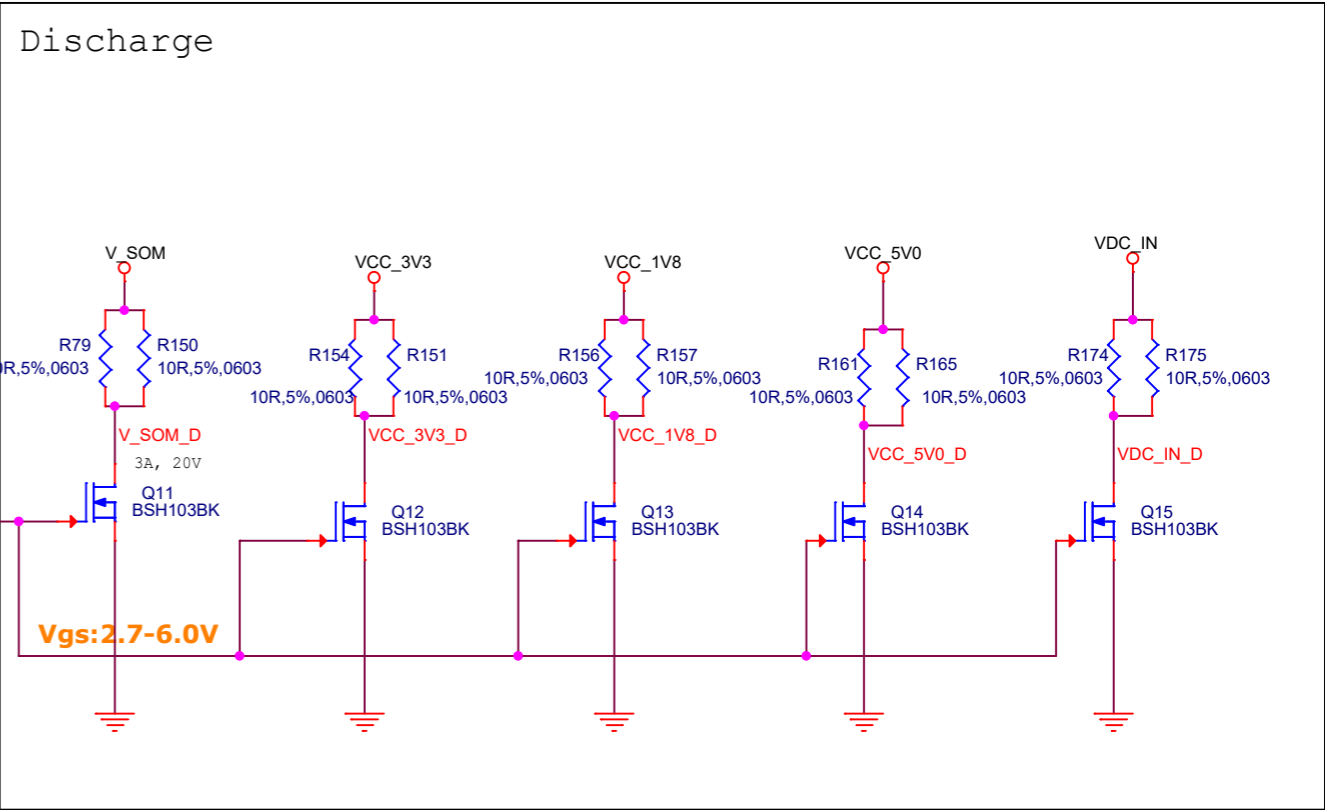 Discharge
V_SOM
VCC_3V3
VCC_1V8
VCC_5V0
VDC_IN
R79
R150
0R,5%,0603
10R,5%,0603
R154
R151
10R,5%,0603
10R,5%,0603
R156
R157
10R,5%,0603
10R,5%,0603
R161
R165
10R,5%,0603
10R,5%,0603
R174
R175
10R,5%,0603
10R,5%,0603
V_SOM_D
VCC_3V3_D
VCC_1V8_D
VCC_5V0_D
VDC_IN_D
3A, 20V
Q11
BSH103BK
Q12
BSH103BK
Q13
BSH103BK
Q14
BSH103BK
Q15
BSH103BK
Vgs:2.7-6.0V